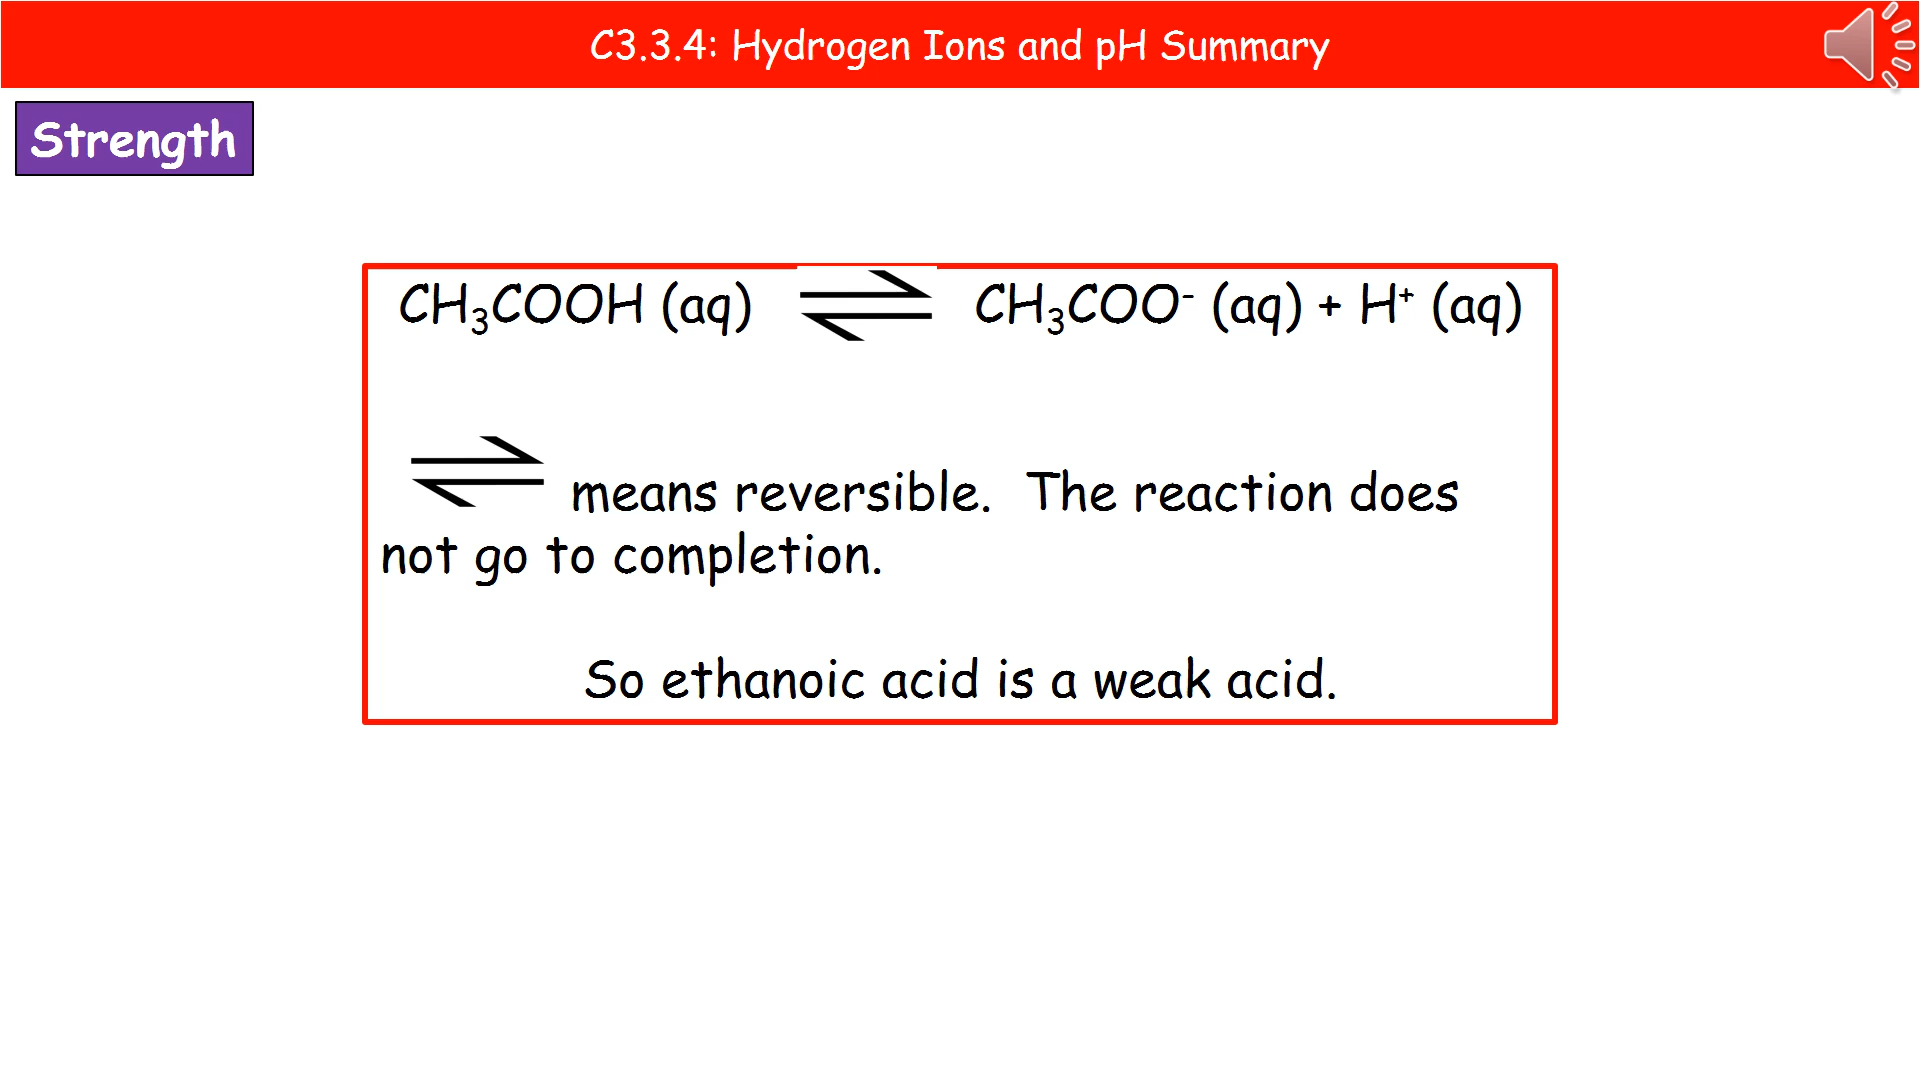 C3.3.4: Hydrogen Ions and pH Summary
Strength
CH₃COOH (aq) ⇌ CH₃COO⁻ (aq) + H⁺ (aq)
⇌ means reversible. The reaction does
not go to completion.
So ethanoic acid is a weak acid.